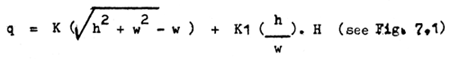 q = K (√h² + w² - w ) + K1 (h/w). H (see Fig. 7.1)